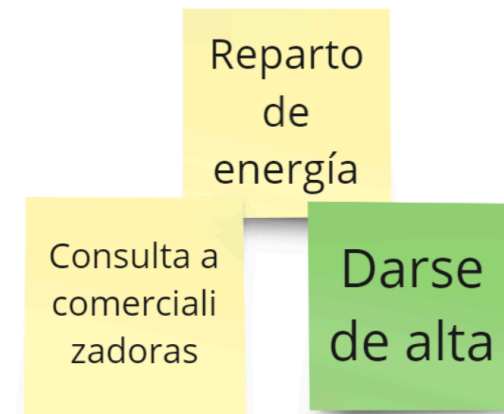 Reparto
de
energía
Consulta a
comerciali
zadoras
Darse
de alta